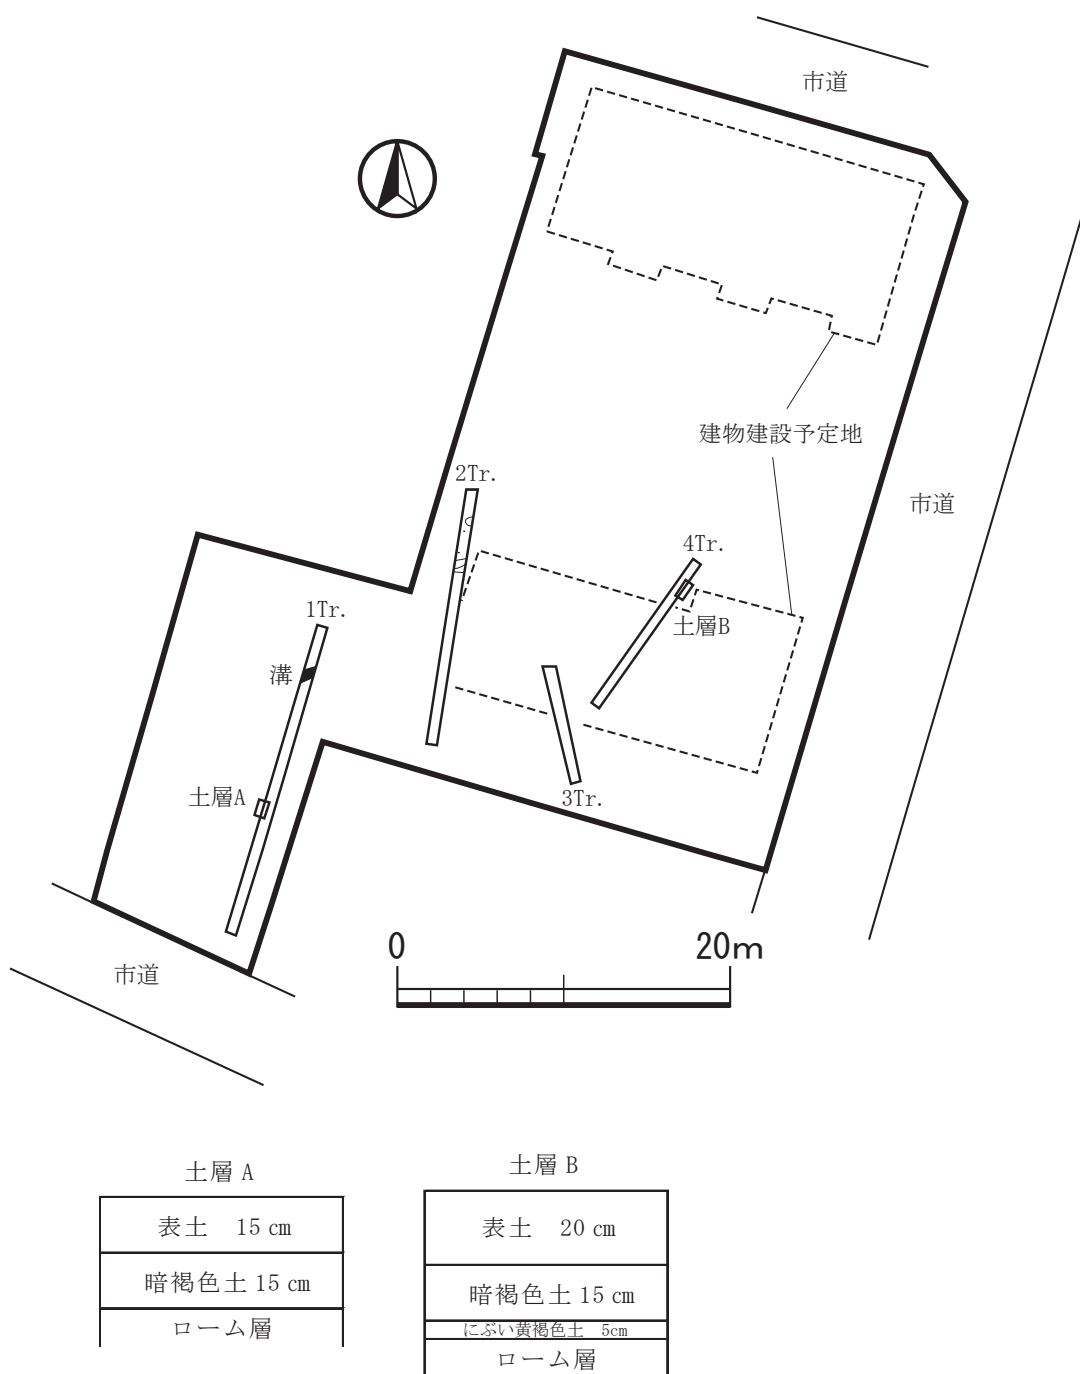 市道
建物建設予定地
市道
2Tr.
4Tr.
土層B
1Tr.
溝
土層A
3Tr.
市道
0 20m
土層 A
表土 15 cm
暗褐色土 15 cm
ローム層
土層 B
表土 20 cm
暗褐色土 15 cm
にぶい黄褐色土 5cm
ローム層